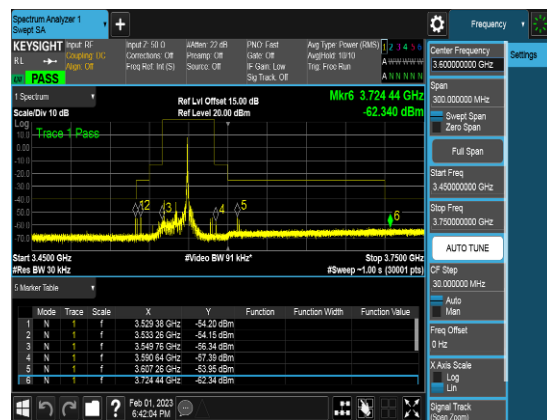 Spectrum Analyzer 1
Swept SA
Frequency
KEYSIGHT
Input: RF
Coupling: DC
Align: Off
Input Z: 50 Ω
Corrections: Off
Freq Ref: Int (S)
#Atten: 22 dB
Preamp: Off
Source: Off
PNO: Fast
Gate: Off
IF Gain: Low
Sig Track: Off
Avg Type: Power (RMS)
Avg|Hold: 10/10
Trig: Free Run
1 2 3 4 5 6
A W W W W W
A N N N N N
RL
PASS
1 Spectrum
Scale/Div 10 dB
Ref Lvl Offset 15.00 dB
Ref Level 20.00 dBm
Mkr6 3.724 44 GHz
-62.340 dBm
Log
Trace 1 Pass
10.0
0.00
-10.0
-20.0
-30.0
-40.0
-50.0
-60.0
-70.0
1
2
3
4
5
6
Start 3.4500 GHz
#Res BW 30 kHz
#Video BW 91 kHz*
Stop 3.7500 GHz
#Sweep ~1.00 s (30001 pts)
5 Marker Table
Mode Trace Scale X Y Function Function Width Function Value
1 N 1 f 3.529 38 GHz -54.20 dBm
2 N 1 f 3.533 26 GHz -54.15 dBm
3 N 1 f 3.549 76 GHz -56.34 dBm
4 N 1 f 3.590 64 GHz -57.39 dBm
5 N 1 f 3.607 26 GHz -53.95 dBm
6 N 1 f 3.724 44 GHz -62.34 dBm
Feb 01, 2023
6:42:04 PM
Center Frequency
3.600000000 GHz
Settings
Span
300.000000 MHz
Swept Span
Zero Span
Full Span
Start Freq
3.450000000 GHz
Stop Freq
3.750000000 GHz
AUTO TUNE
CF Step
30.000000 MHz
Auto
Man
Freq Offset
0 Hz
X Axis Scale
Log
Lin
Signal Track
(Span Zoom)